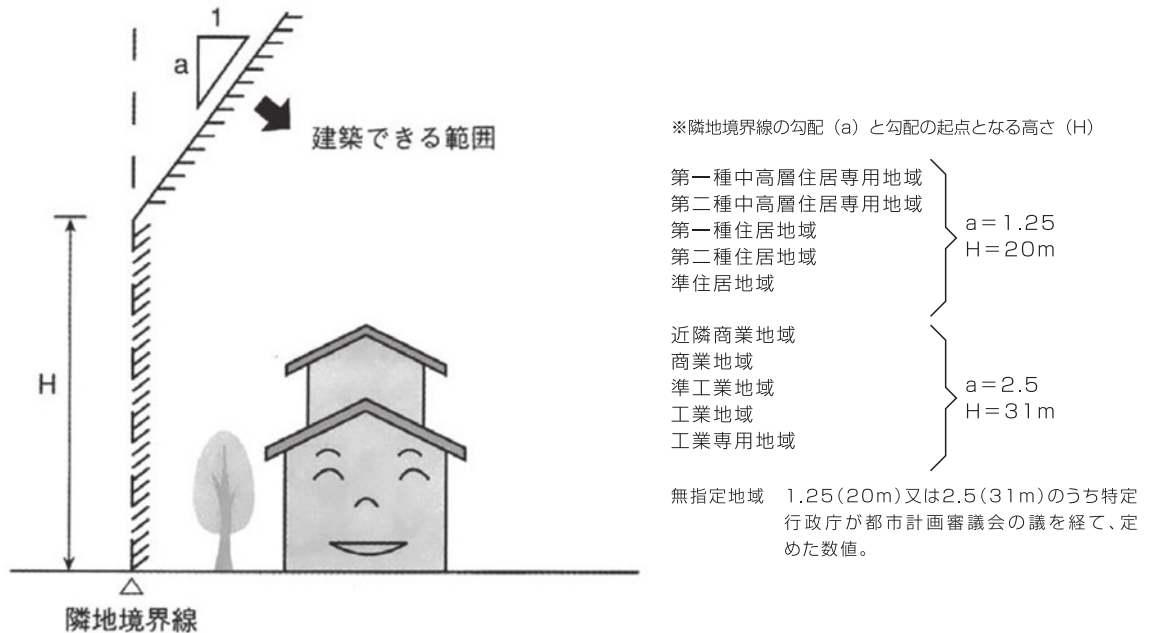 1
a
建築できる範囲
H
隣地境界線
※隣地境界線の勾配（a）と勾配の起点となる高さ（H）
第一種中高層住居専用地域
第二種中高層住居専用地域
第一種住居地域
第二種住居地域
準住居地域
a＝1.25
H＝20m
近隣商業地域
商業地域
準工業地域
工業地域
工業専用地域
a＝2.5
H＝31m
無指定地域　1.25(20m)又は2.5(31m)のうち特定
行政庁が都市計画審議会の議を経て、定
めた数値。